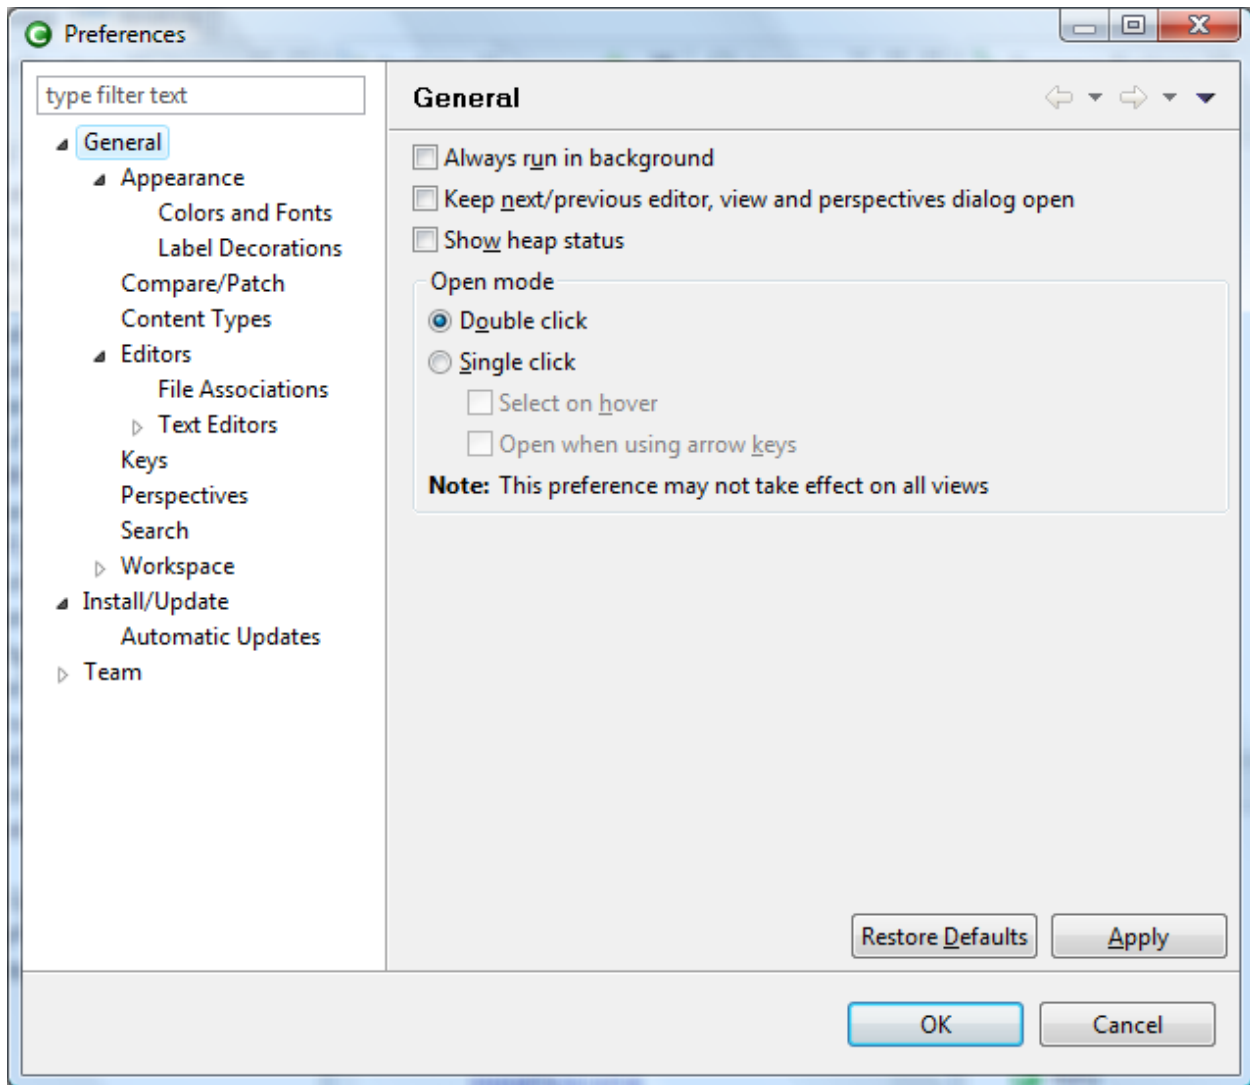 Preferences
type filter text
General
Appearance
Colors and Fonts
Label Decorations
Compare/Patch
Content Types
Editors
File Associations
Text Editors
Keys
Perspectives
Search
Workspace
Install/Update
Automatic Updates
Team
General
Always run in background
Keep next/previous editor, view and perspectives dialog open
Show heap status
Open mode
Double click
Single click
Select on hover
Open when using arrow keys
Note: This preference may not take effect on all views
Restore Defaults Apply
OK Cancel